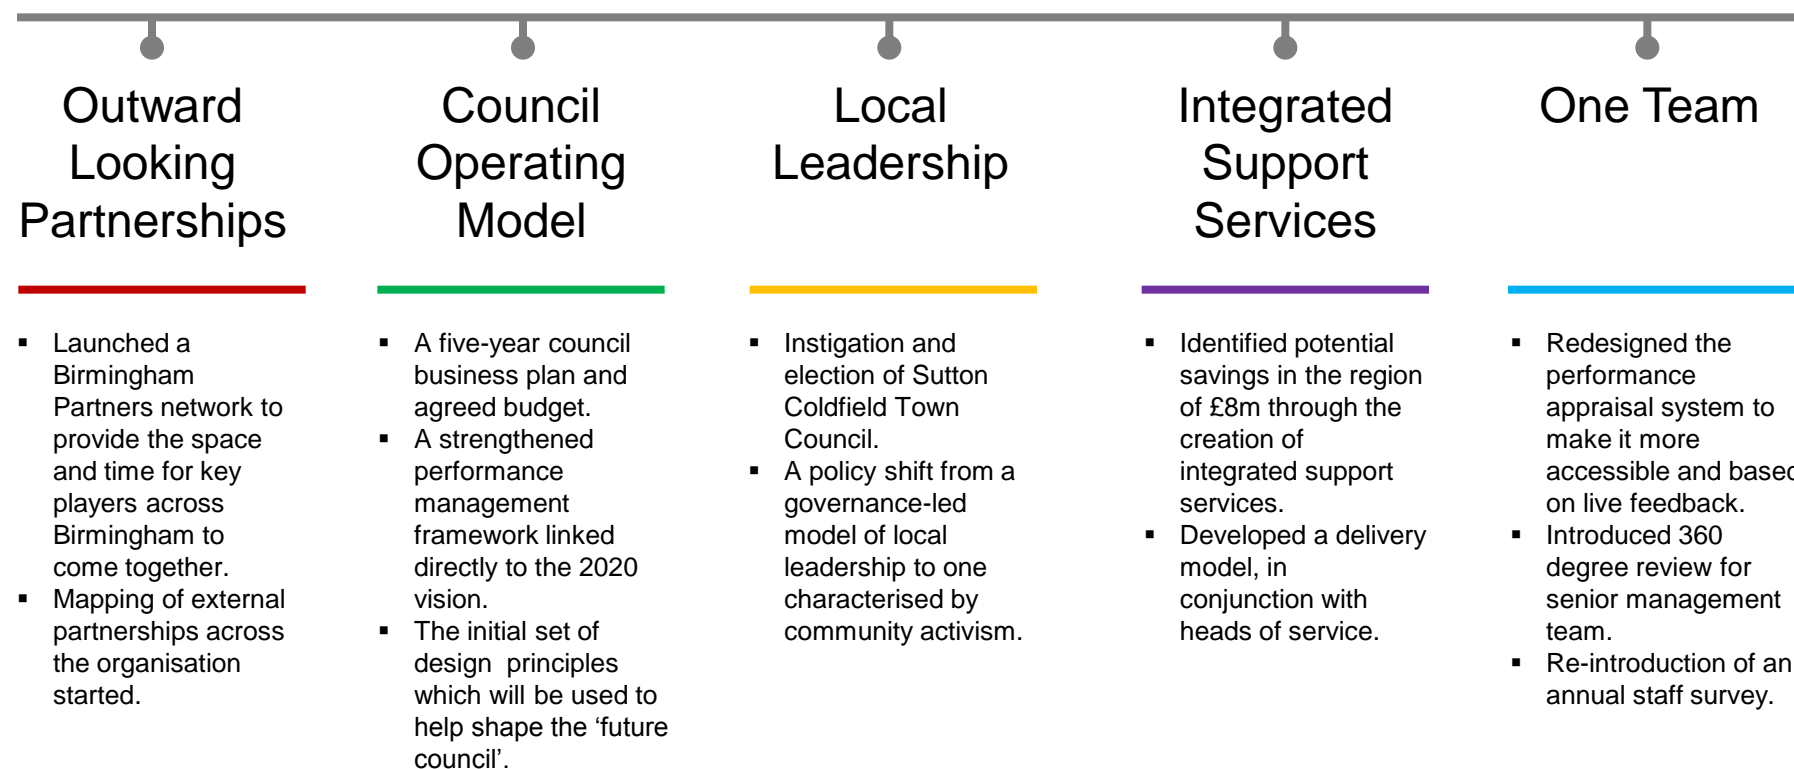 Outward
Looking
Partnerships
▪ Launched a
Birmingham
Partners network to
provide the space
and time for key
players across
Birmingham to
come together.
▪ Mapping of external
partnerships across
the organisation
started.
Council
Operating
Model
▪ A five-year council
business plan and
agreed budget.
▪ A strengthened
performance
management
framework linked
directly to the 2020
vision.
▪ The initial set of
design  principles
which will be used to
help shape the ‘future
council’.
Local
Leadership
▪ Instigation and
election of Sutton
Coldfield Town
Council.
▪ A policy shift from a
governance-led
model of local
leadership to one
characterised by
community activism.
Integrated
Support
Services
▪ Identified potential
savings in the region
of £8m through the
creation of
integrated support
services.
▪ Developed a delivery
model, in
conjunction with
heads of service.
One Team
▪ Redesigned the
performance
appraisal system to
make it more
accessible and based
on live feedback.
▪ Introduced 360
degree review for
senior management
team.
▪ Re-introduction of an
annual staff survey.